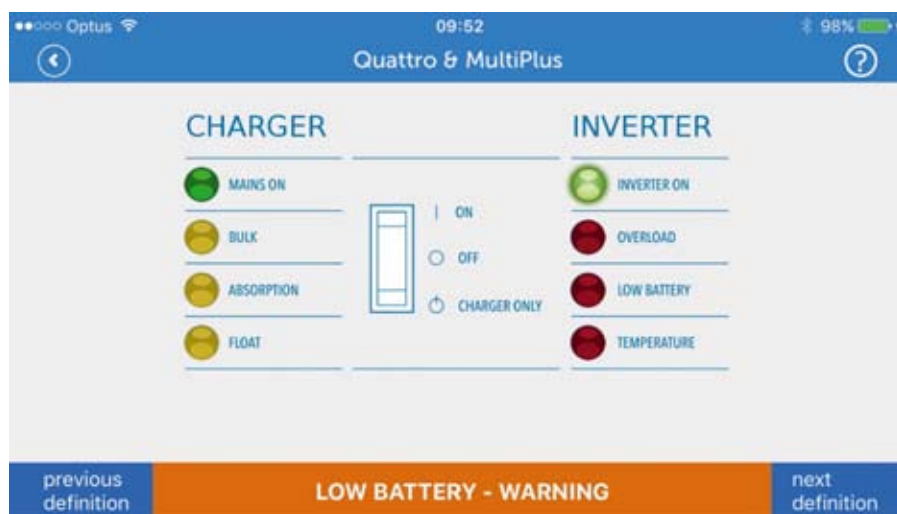 Optus 09:52 98%
Quattro & MultiPlus
?
CHARGER
MAINS ON
BULK
ABSORPTION
FLOAT
| ON
OFF
CHARGER ONLY
INVERTER
INVERTER ON
OVERLOAD
LOW BATTERY
TEMPERATURE
previous
definition
LOW BATTERY - WARNING
next
definition